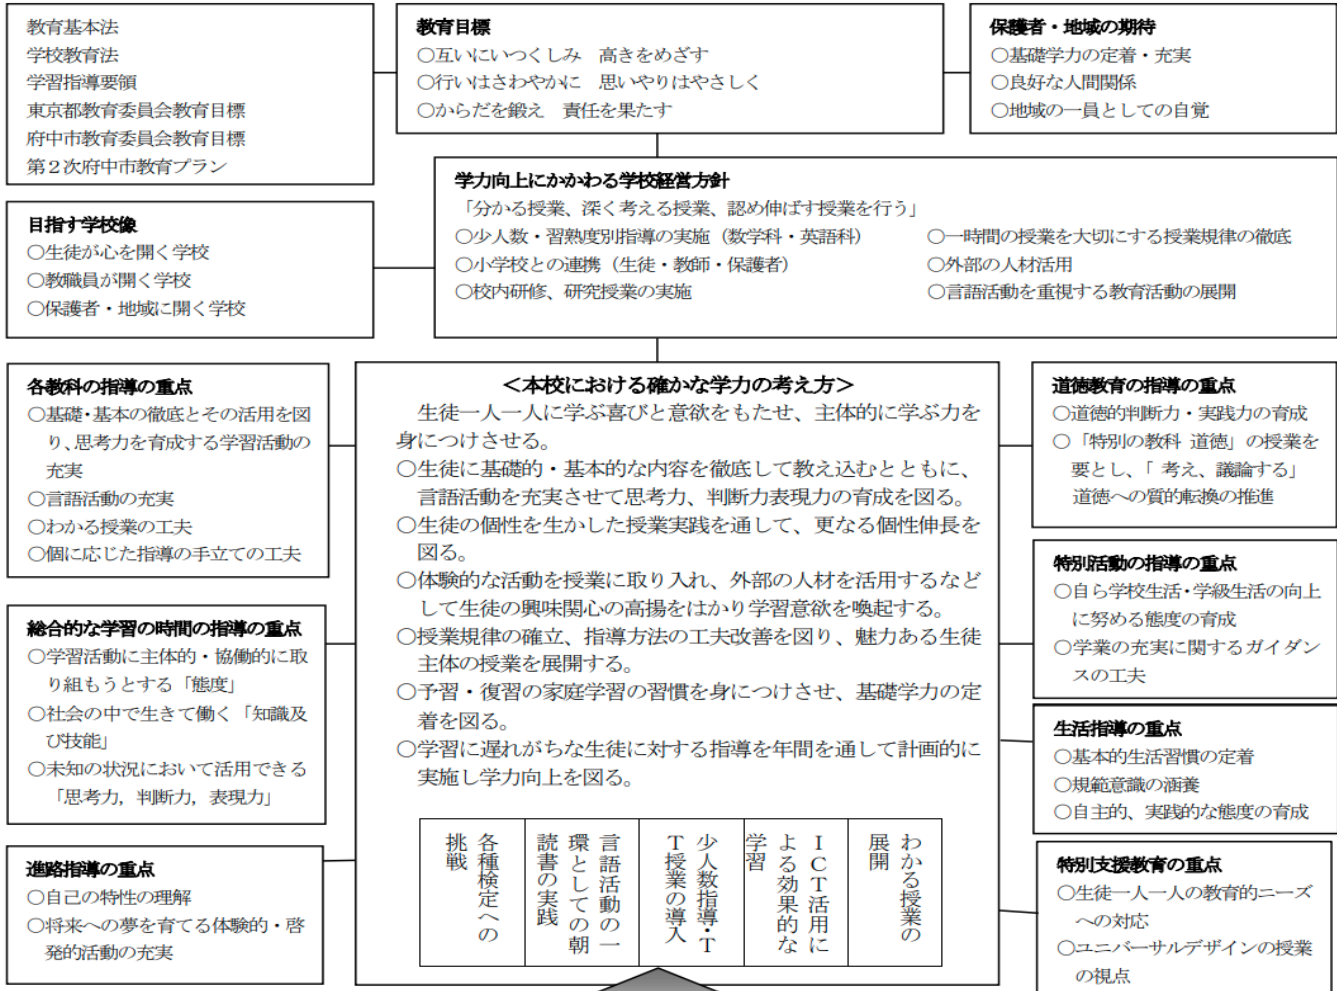 教育基本法
学校教育法
学習指導要領
東京都教育委員会教育目標
府中市教育委員会教育目標
第２次府中市教育プラン
教育目標
○互いにいつくしみ　高きをめざす
○行いはさわやかに　思いやりはやさしく
○からだを鍛え　責任を果たす
保護者・地域の期待
○基礎学力の定着・充実
○良好な人間関係
○地域の一員としての自覚
目指す学校像
○生徒が心を開く学校
○教職員が開く学校
○保護者・地域に開く学校
学力向上にかかわる学校経営方針
「分かる授業、深く考える授業、認め伸ばす授業を行う」
○少人数・習熟度別指導の実施（数学科・英語科）
○小学校との連携（生徒・教師・保護者）
○校内研修、研究授業の実施
○一時間の授業を大切にする授業規律の徹底
○外部の人材活用
○言語活動を重視する教育活動の展開
各教科の指導の重点
○基礎・基本の徹底とその活用を図
り、思考力を育成する学習活動の
充実
○言語活動の充実
○わかる授業の工夫
○個に応じた指導の手立ての工夫
総合的な学習の時間の指導の重点
○学習活動に主体的・協働的に取
り組もうとする「態度」
○社会の中で生きて働く「知識及
び技能」
○未知の状況において活用できる
「思考力，判断力，表現力」
進路指導の重点
○自己の特性の理解
○将来への夢を育てる体験的・啓
発的活動の充実
＜本校における確かな学力の考え方＞
生徒一人一人に学ぶ喜びと意欲をもたせ、主体的に学ぶ力を
身につけさせる。
○生徒に基礎的・基本的な内容を徹底して教え込むとともに、
言語活動を充実させて思考力、判断力表現力の育成を図る。
○生徒の個性を生かした授業実践を通して、更なる個性伸長を
図る。
○体験的な活動を授業に取り入れ、外部の人材を活用するなど
して生徒の興味関心の高揚をはかり学習意欲を喚起する。
○授業規律の確立、指導方法の工夫改善を図り、魅力ある生徒
主体の授業を展開する。
○予習・復習の家庭学習の習慣を身につけさせ、基礎学力の定
着を図る。
○学習に遅れがちな生徒に対する指導を年間を通して計画的に
実施し学力向上を図る。
わかる授業の
展開
ＩＣＴ活用に
よる効果的な
学習
少人数指導・Ｔ
Ｔ授業の導入
言語活動の一
環としての朝
読書の実践
各種検定への
挑戦
道徳教育の指導の重点
○道徳的判断力・実践力の育成
○「特別の教科 道徳」の授業を
要とし、「 考え、議論する」
道徳への質的転換の推進
特別活動の指導の重点
○自ら学校生活・学級生活の向上
に努める態度の育成
○学業の充実に関するガイダン
スの工夫
生活指導の重点
○基本的生活習慣の定着
○規範意識の涵養
○自主的、実践的な態度の育成
特別支援教育の重点
○生徒一人一人の教育的ニーズ
への対応
○ユニバーサルデザインの授業
の視点